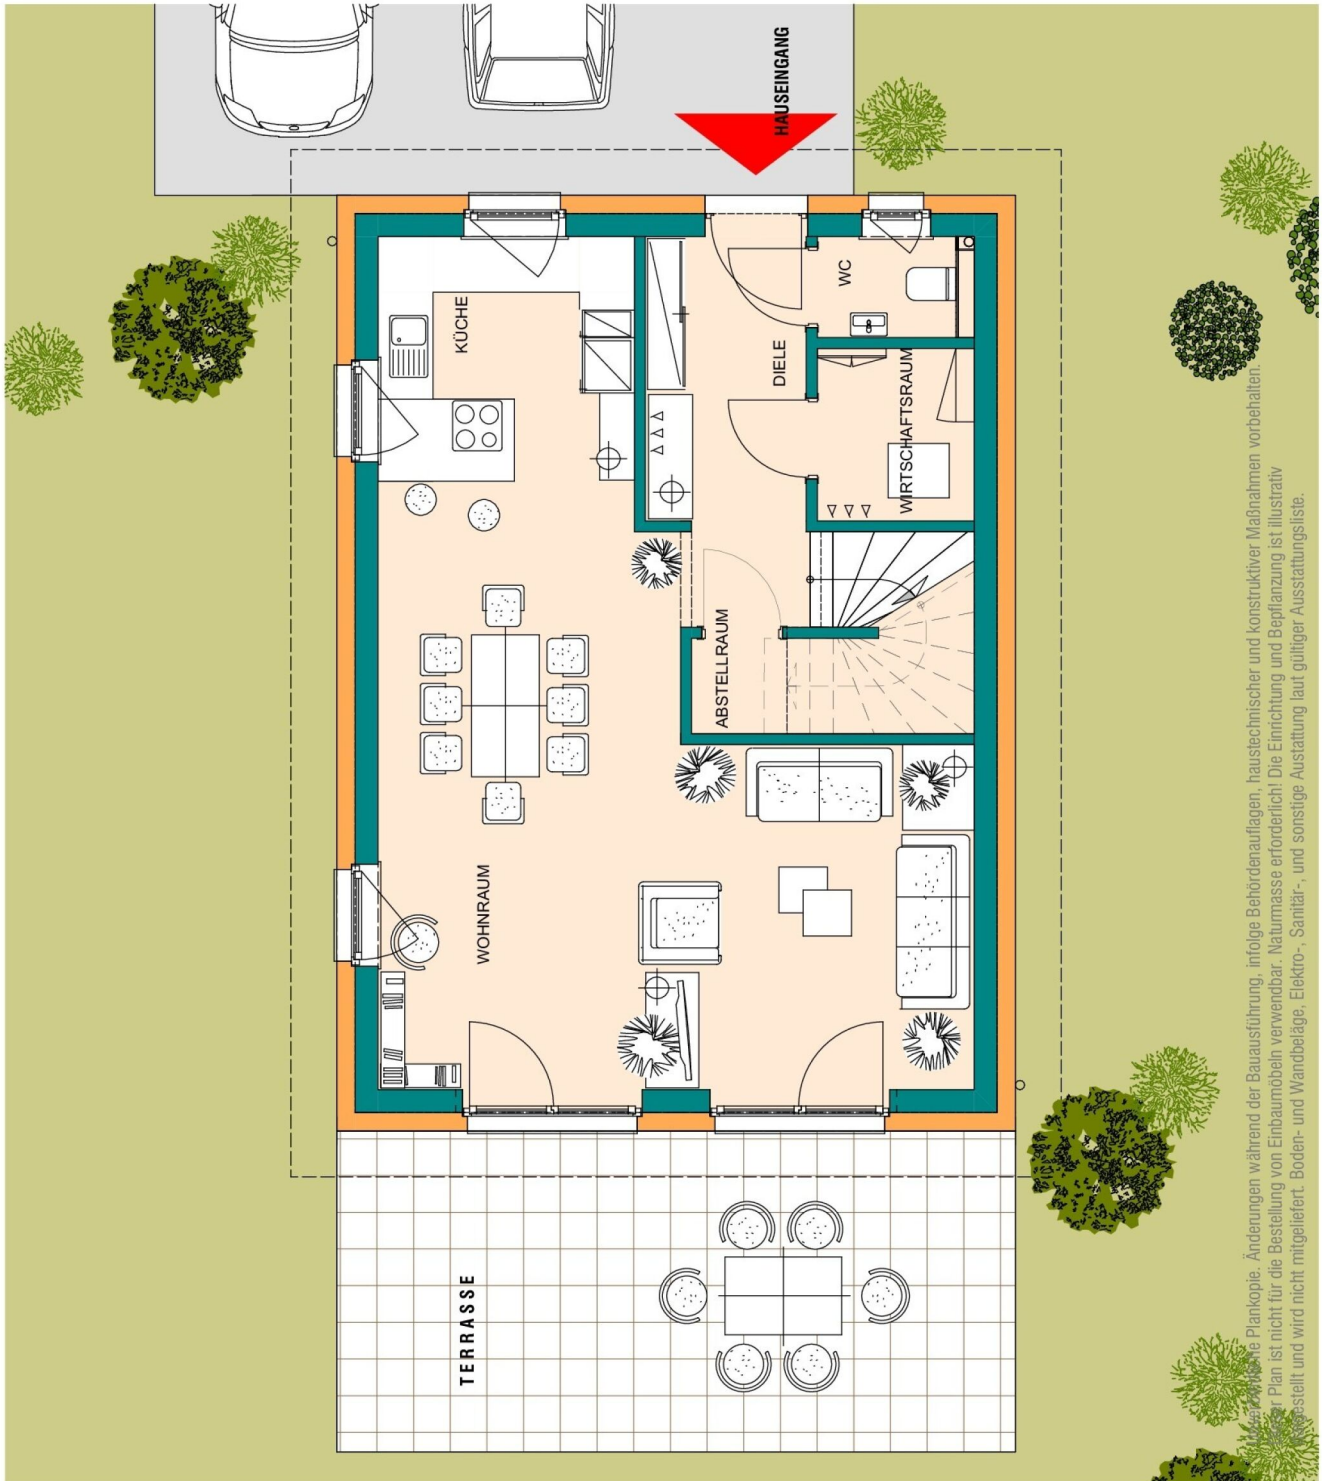 HAUSEINGANG
KÜCHE
WC
DIELE
WIRTSCHAFTSRAUM
ABSTELLRAUM
WOHNRAUM
TERRASSE
Plankopie. Änderungen während der Bauausführung, infolge Behördenauflagen, haustechnischer und konstruktiver Maßnahmen vorbehalten.
Plan ist nicht für die Bestellung von Einbaumöbeln verwendbar. Naturmasse erforderlich! Die Einrichtung und Bepflanzung ist illustrativ
und wird nicht mitgeliefert. Boden- und Wandbeläge, Elektro-, Sanitär-, und sonstige Austattung laut gültiger Ausstattungsliste.